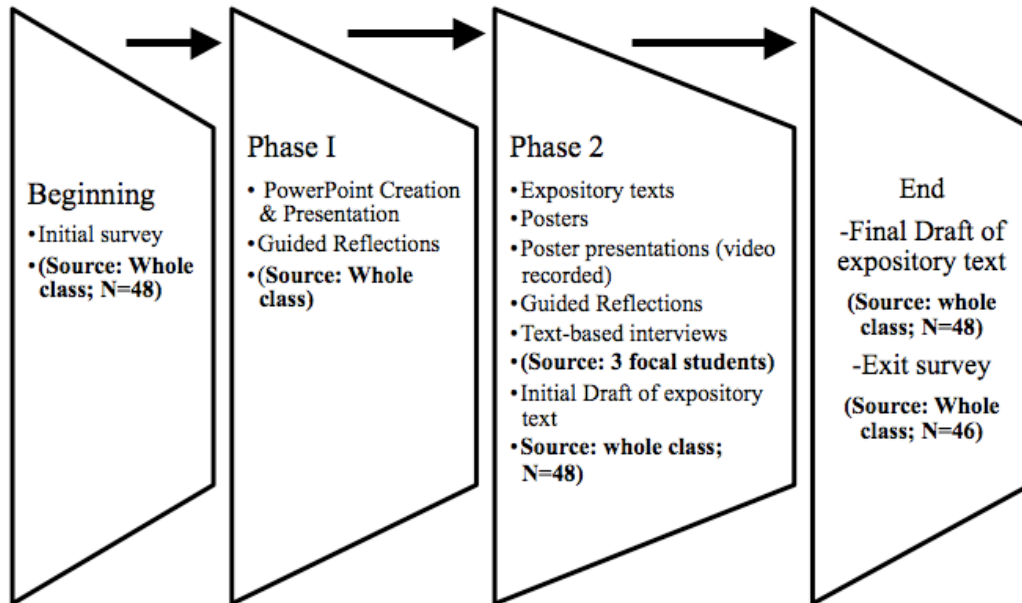 Beginning
•Initial survey
•(Source: Whole
class; N=48)
Phase I
• PowerPoint Creation
& Presentation
•Guided Reflections
•(Source: Whole
class)
Phase 2
•Expository texts
•Posters
•Poster presentations (video
recorded)
•Guided Reflections
•Text-based interviews
•(Source: 3 focal students)
•Initial Draft of expository
text
•Source: whole class;
N=48)
End
-Final Draft of
expository text
(Source: whole
class; N=48)
-Exit survey
(Source: Whole
class; N=46)